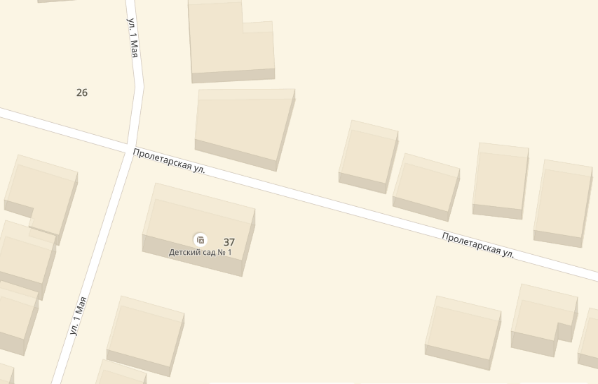 ул. 1 Мая
26
Пролетарская ул.
37
Детский сад № 1
Пролетарская ул.
ул. 1 Мая